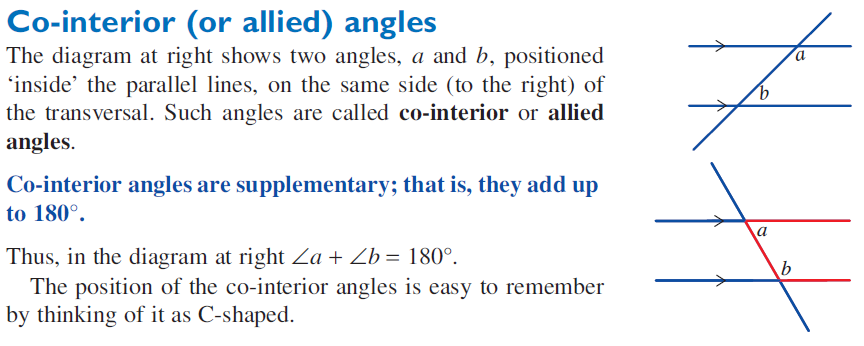 Co-interior (or allied) angles
The diagram at right shows two angles, a and b, positioned
‘inside’ the parallel lines, on the same side (to the right) of
the transversal. Such angles are called co-interior or allied
angles.
Co-interior angles are supplementary; that is, they add up
to 180°.
Thus, in the diagram at right ∠a + ∠b = 180°.
The position of the co-interior angles is easy to remember
by thinking of it as C-shaped.
a
b
a
b